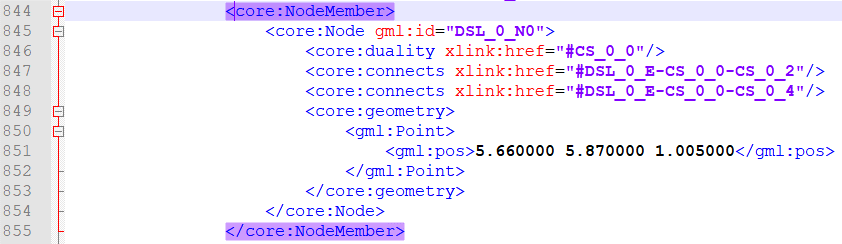 844 <core:NodeMember>
845 <core:Node gml:id="DSL_0_N0">
846 <core:duality xlink:href="#CS_0_0"/>
847 <core:connects xlink:href="#DSL_0_E-CS_0_0-CS_0_2"/>
848 <core:connects xlink:href="#DSL_0_E-CS_0_0-CS_0_4"/>
849 <core:geometry>
850 <gml:Point>
851 <gml:pos>5.660000 5.870000 1.005000</gml:pos>
852 </gml:Point>
853 </core:geometry>
854 </core:Node>
855 </core:NodeMember>